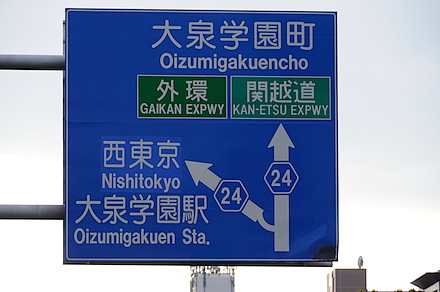 大泉学園町
Oizumigakuencho
外環 関越道
GAIKAN EXPWY KAN-ETSU EXPWY
西東京
Nishitokyo
24 24
大泉学園駅
Oizumigakuen Sta.